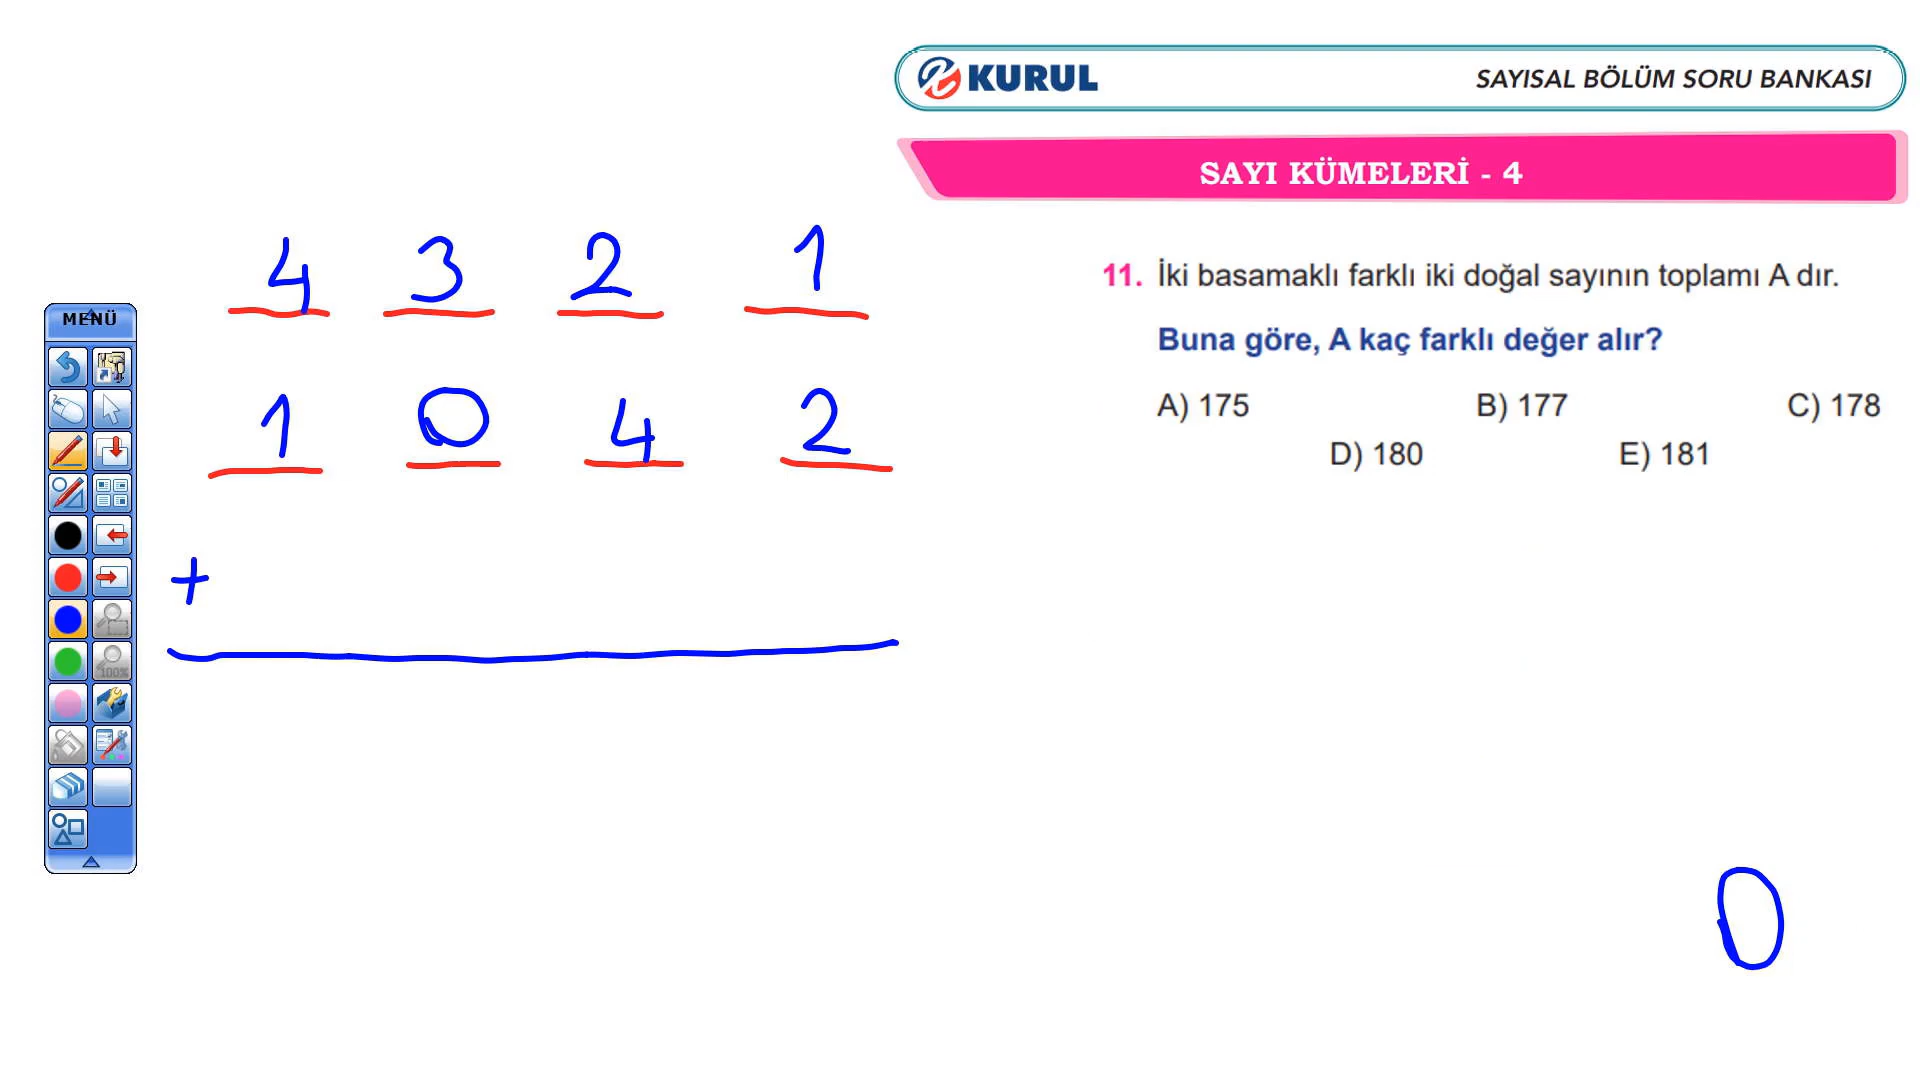 KURUL
SAYISAL BÖLÜM SORU BANKASI
SAYI KÜMELERİ - 4
4 3 2 1
1 0 4 2
+
MENÜ
100%
11. İki basamaklı farklı iki doğal sayının toplamı A dır.
Buna göre, A kaç farklı değer alır?
A) 175 B) 177 C) 178
D) 180 E) 181
0